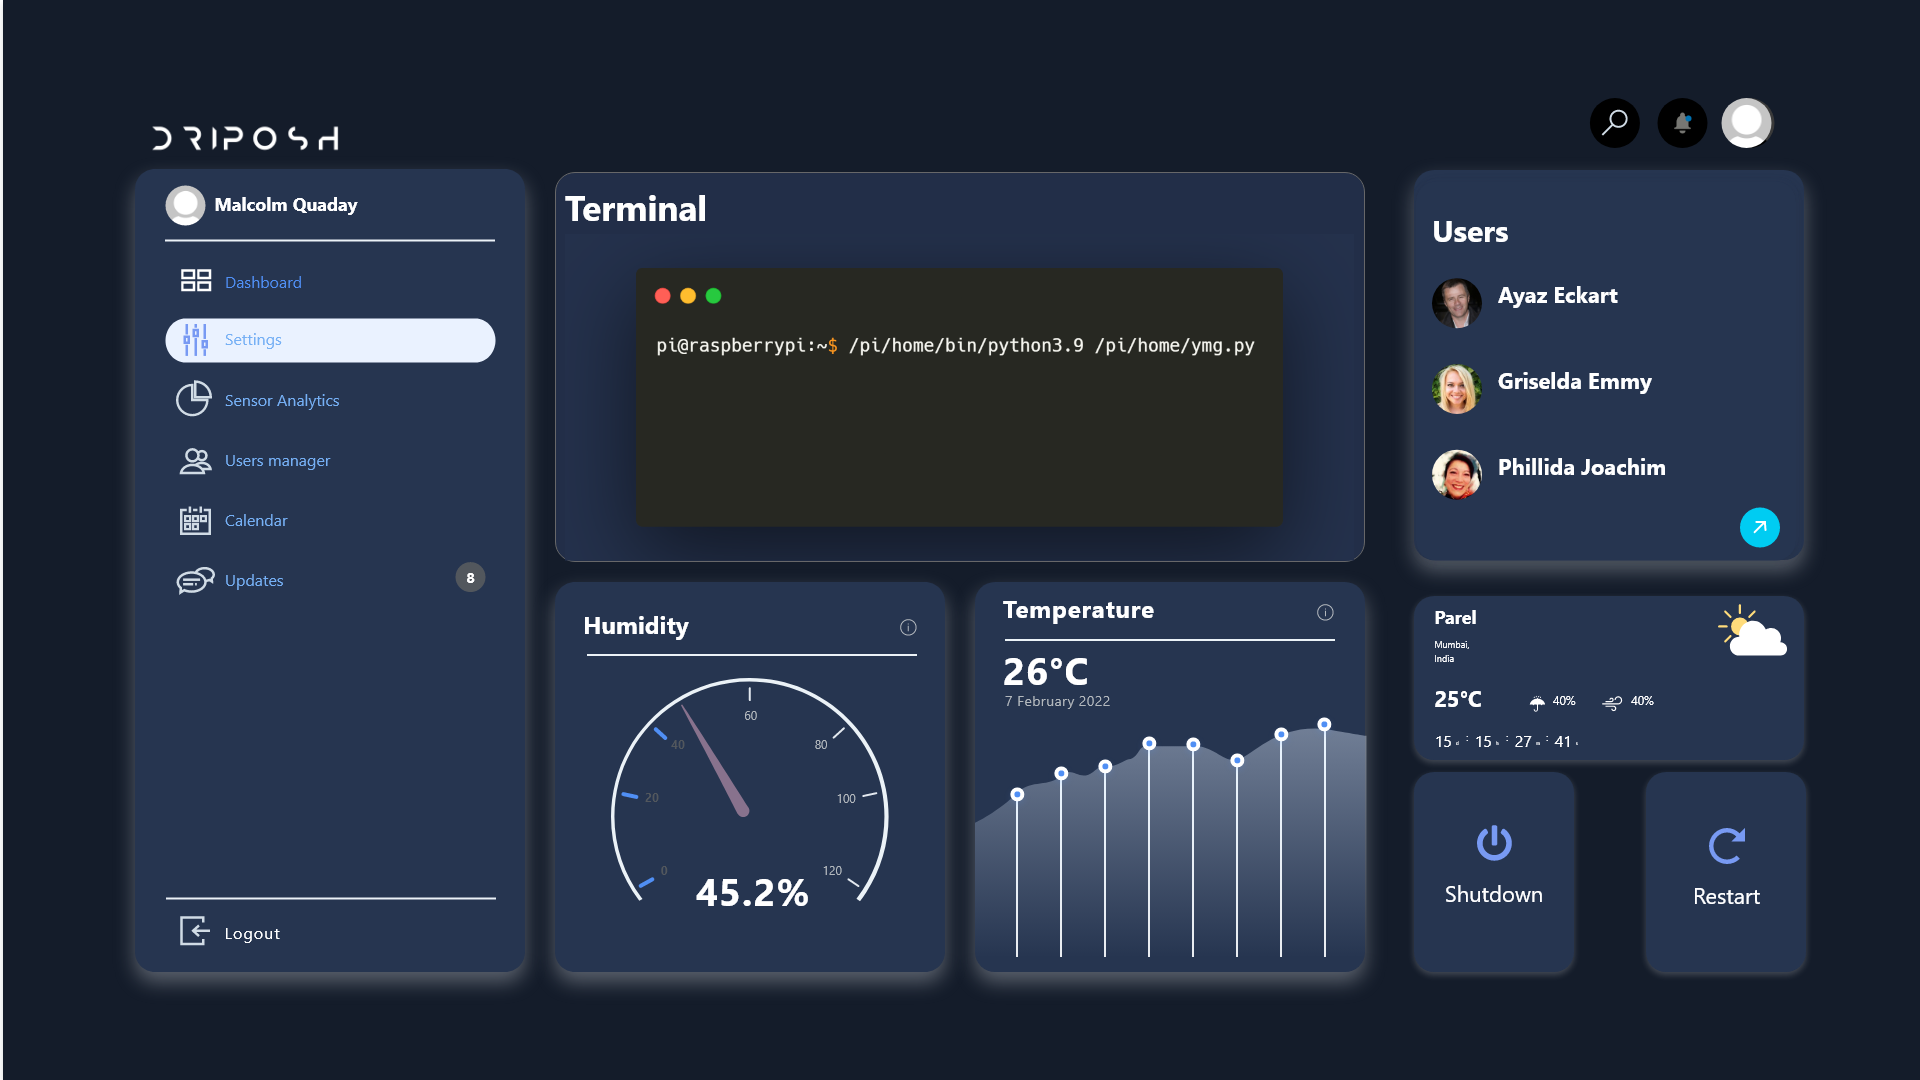 DRIPOSH
Malcolm Quaday
Dashboard
Settings
Sensor Analytics
Users manager
Calendar
Updates
8
Logout
Terminal
pi@raspberrypi:~$ /pi/home/bin/python3.9 /pi/home/ymg.py
Humidity
0
20
40
60
80
100
120
45.2%
Temperature
26°C
7 February 2022
Users
Ayaz Eckart
Griselda Emmy
Phillida Joachim
Parel
Mumbai,
India
25°C 40% 40%
15 : 15 : 27 : 41
Shutdown
Restart